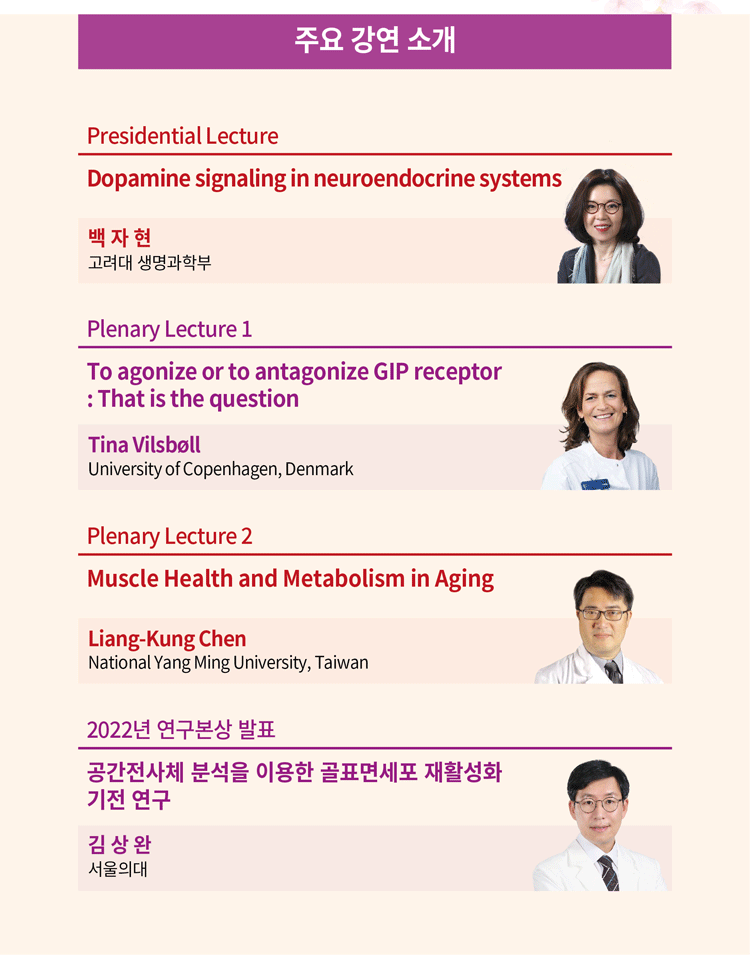 주요 강연 소개
Presidential Lecture
Dopamine signaling in neuroendocrine systems
백 자 현
고려대 생명과학부
Plenary Lecture 1
To agonize or to antagonize GIP receptor
: That is the question
Tina Vilsbøll
University of Copenhagen, Denmark
Plenary Lecture 2
Muscle Health and Metabolism in Aging
Liang-Kung Chen
National Yang Ming University, Taiwan
2022년 연구본상 발표
공간전사체 분석을 이용한 골표면세포 재활성화
기전 연구
김 상 완
서울의대